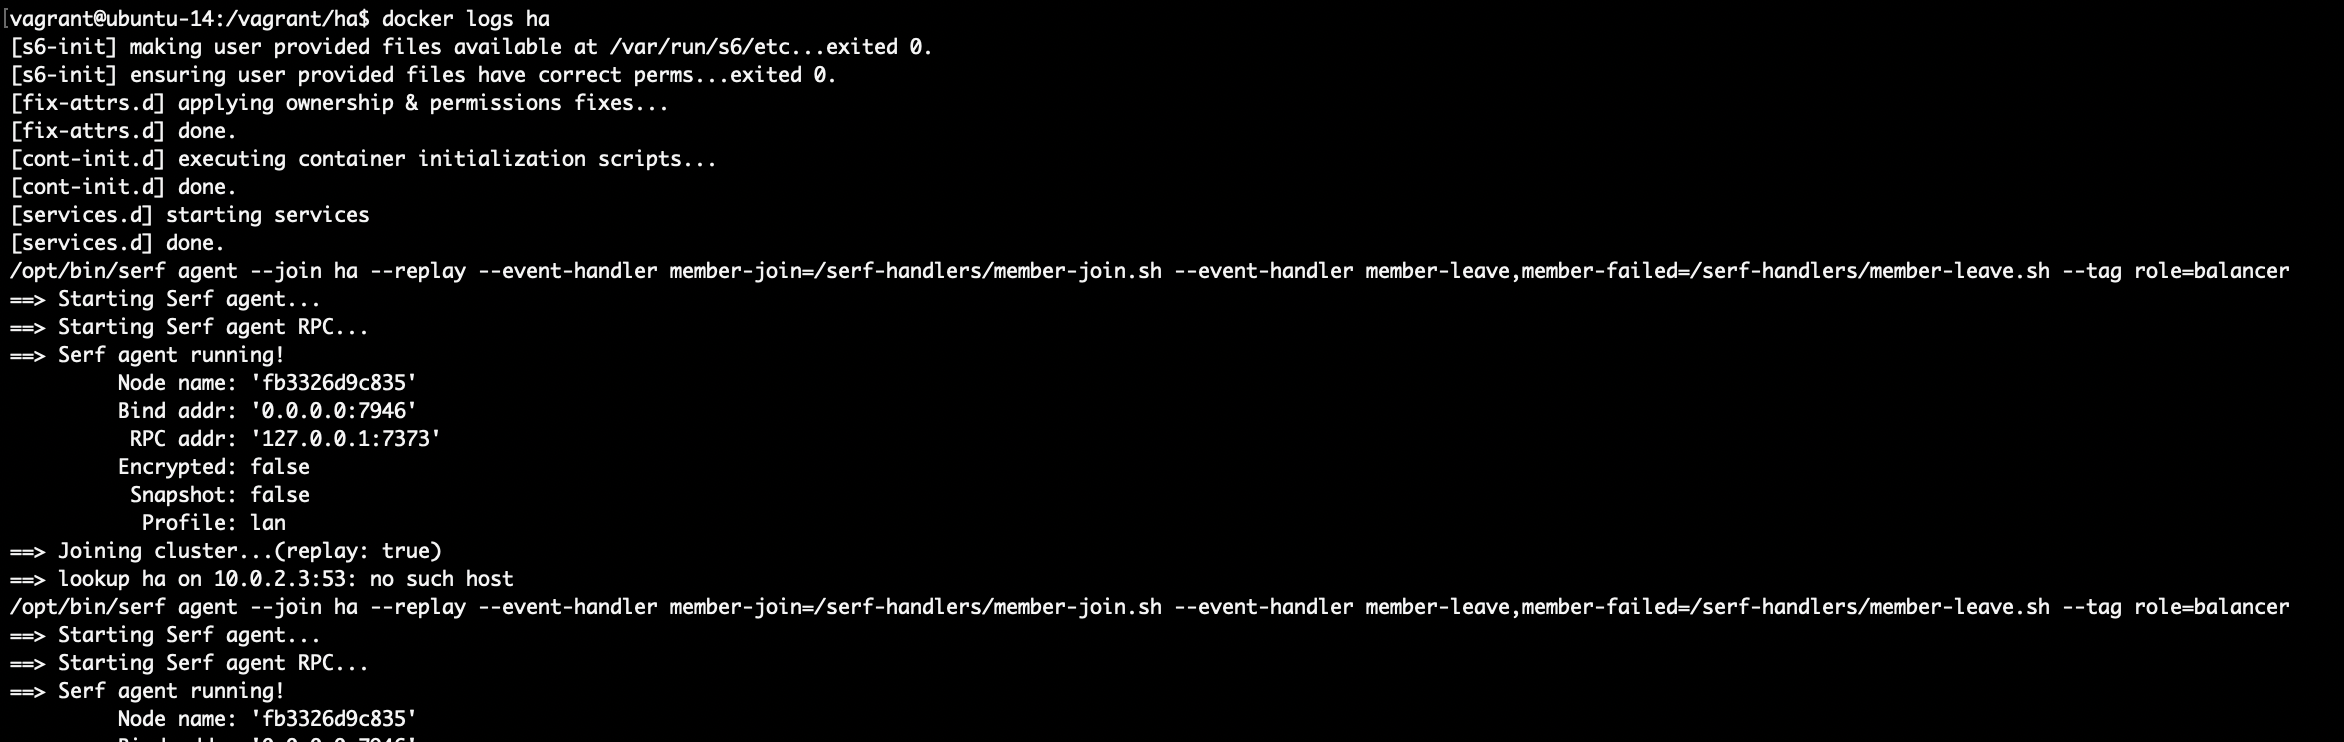 [vagrant@ubuntu-14:/vagrant/ha$ docker logs ha
[s6-init] making user provided files available at /var/run/s6/etc...exited 0.
[s6-init] ensuring user provided files have correct perms...exited 0.
[fix-attrs.d] applying ownership & permissions fixes...
[fix-attrs.d] done.
[cont-init.d] executing container initialization scripts...
[cont-init.d] done.
[services.d] starting services
[services.d] done.
/opt/bin/serf agent --join ha --replay --event-handler member-join=/serf-handlers/member-join.sh --event-handler member-leave,member-failed=/serf-handlers/member-leave.sh --tag role=balancer
==> Starting Serf agent...
==> Starting Serf agent RPC...
==> Serf agent running!
Node name: 'fb3326d9c835'
Bind addr: '0.0.0.0:7946'
RPC addr: '127.0.0.1:7373'
Encrypted: false
Snapshot: false
Profile: lan
==> Joining cluster...(replay: true)
==> lookup ha on 10.0.2.3:53: no such host
/opt/bin/serf agent --join ha --replay --event-handler member-join=/serf-handlers/member-join.sh --event-handler member-leave,member-failed=/serf-handlers/member-leave.sh --tag role=balancer
==> Starting Serf agent...
==> Starting Serf agent RPC...
==> Serf agent running!
Node name: 'fb3326d9c835'
Bind addr: '0.0.0.0:7946'